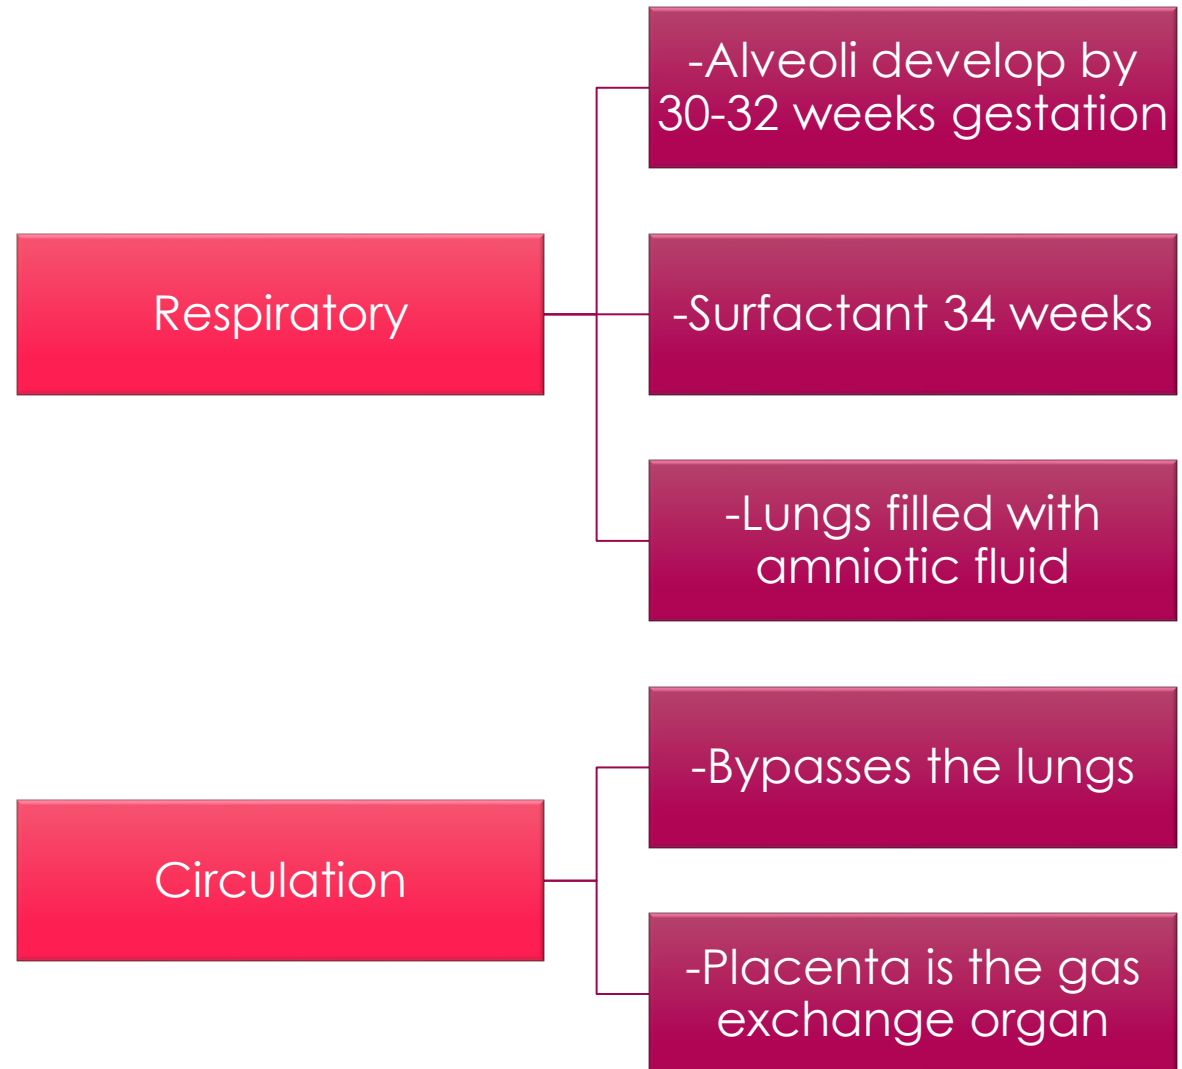 -Alveoli develop by
30-32 weeks gestation
Respiratory
-Surfactant 34 weeks
-Lungs filled with
amniotic fluid
-Bypasses the lungs
Circulation
-Placenta is the gas
exchange organ